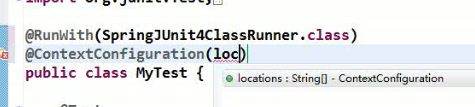 import org.junit.Test;
@RunWith(SpringJUnit4ClassRunner.class)
@ContextConfiguration(loc)
public class MyTest {
locations : String[] - ContextConfiguration